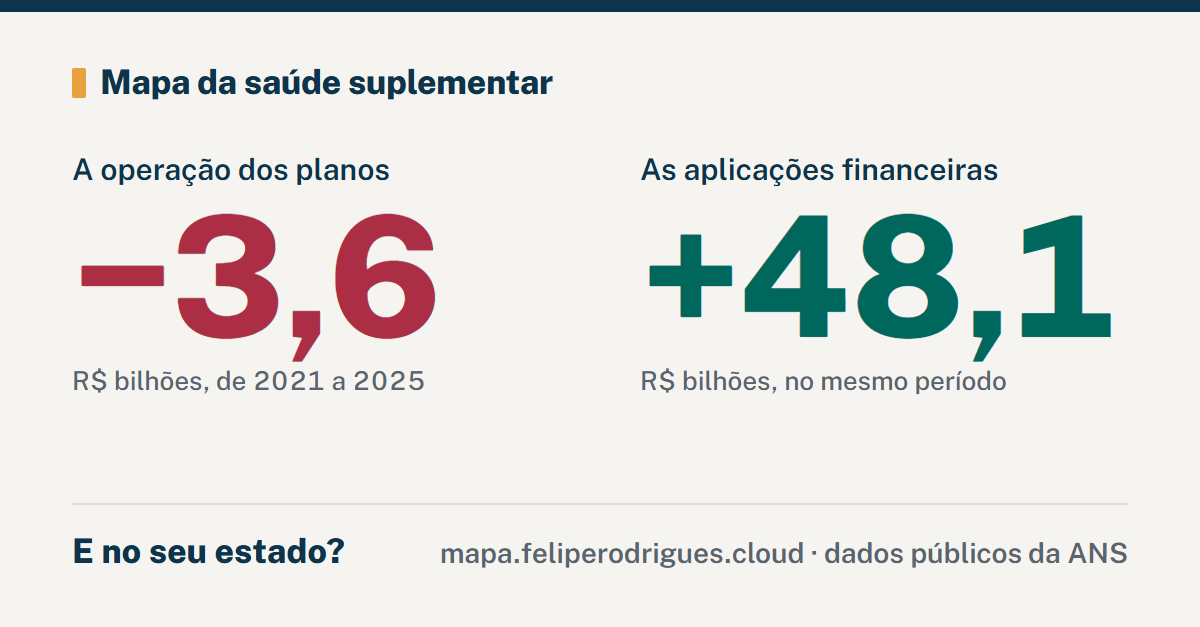 Mapa da saúde suplementar
A operação dos planos
−3,6
R$ bilhões, de 2021 a 2025
As aplicações financeiras
+48,1
R$ bilhões, no mesmo período
E no seu estado?
mapa.feliperodrigues.cloud · dados públicos da ANS